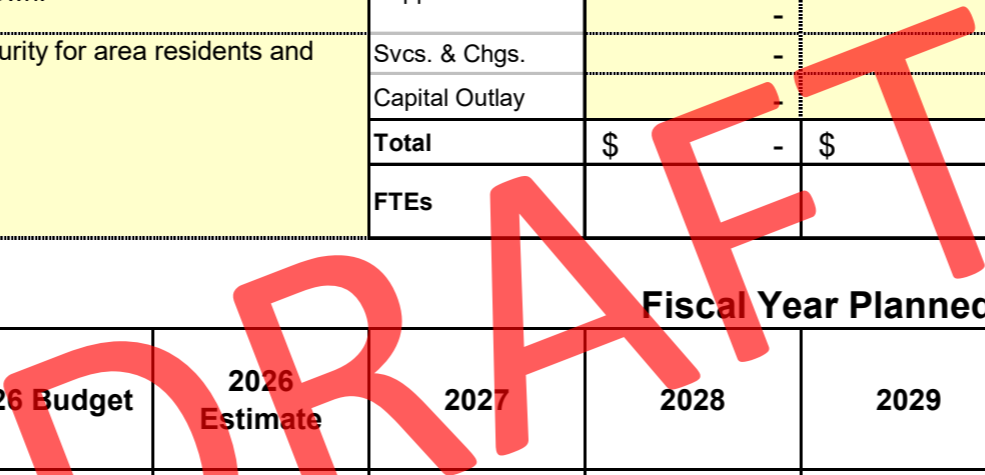 -
urity for area residents and
Svcs. & Chgs. -
Capital Outlay -
Total $ - $
FTEs
Fiscal Year Planned
26 Budget 2026 Estimate 2027 2028 2029
DRAFT